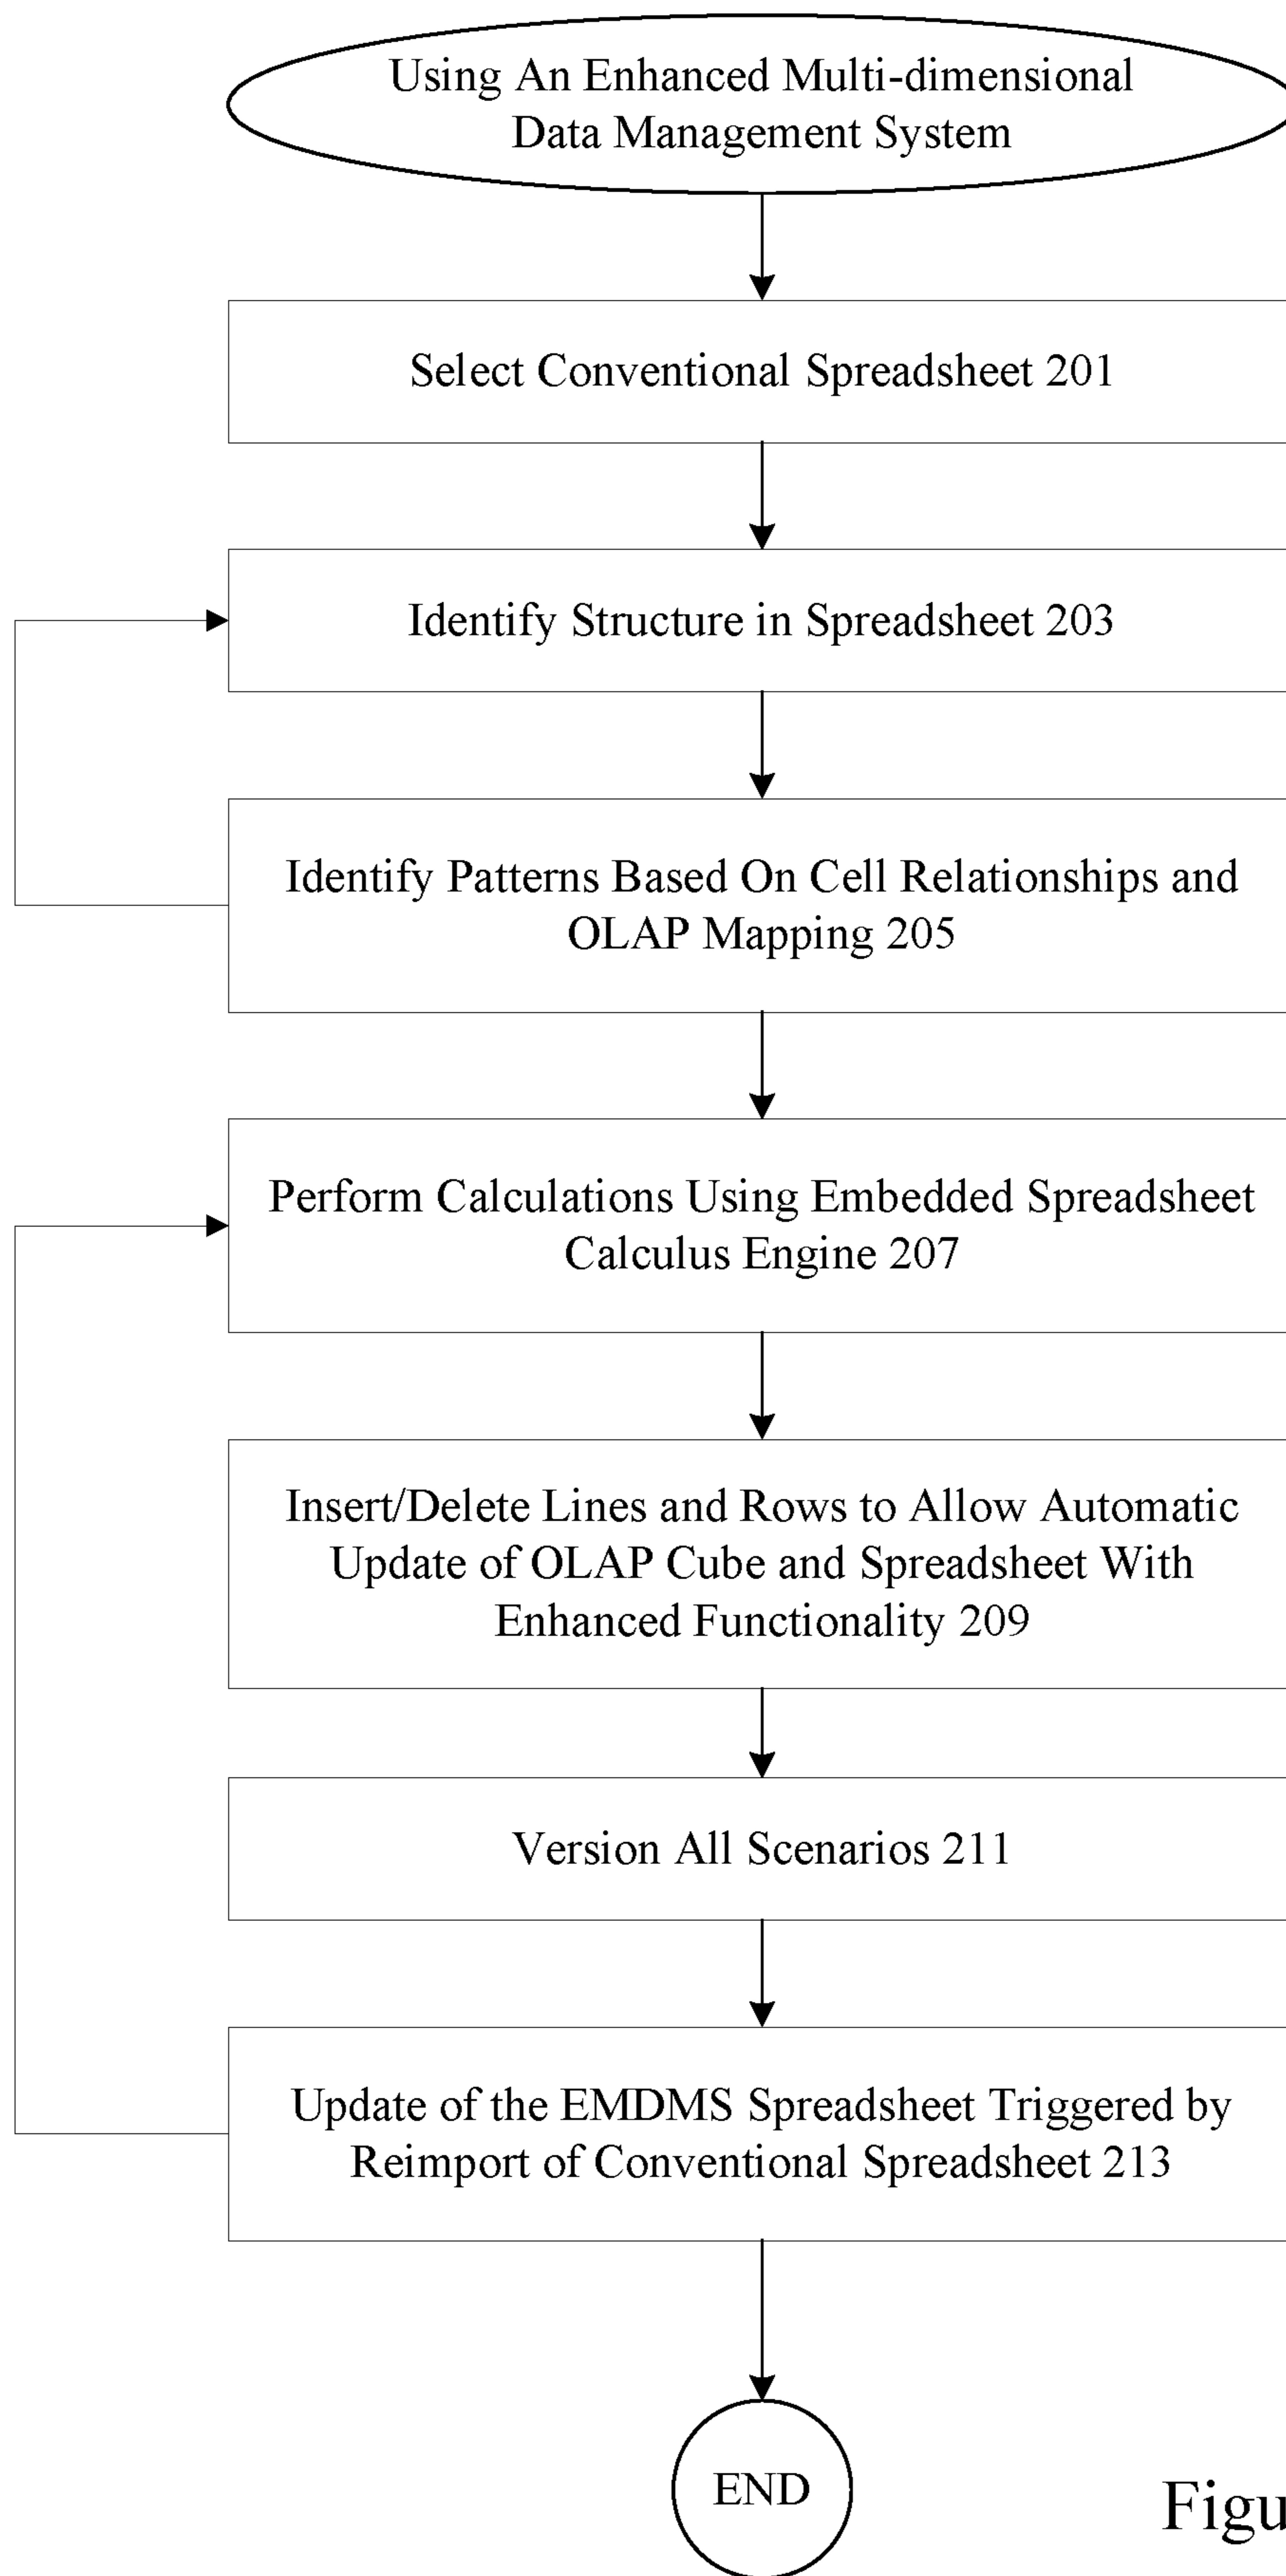 Using An Enhanced Multi-dimensional
Data Management System
Select Conventional Spreadsheet 201
Identify Structure in Spreadsheet 203
Identify Patterns Based On Cell Relationships and
OLAP Mapping 205
Perform Calculations Using Embedded Spreadsheet
Calculus Engine 207
Insert/Delete Lines and Rows to Allow Automatic
Update of OLAP Cube and Spreadsheet With
Enhanced Functionality 209
Version All Scenarios 211
Update of the EMDMS Spreadsheet Triggered by
Reimport of Conventional Spreadsheet 213
END